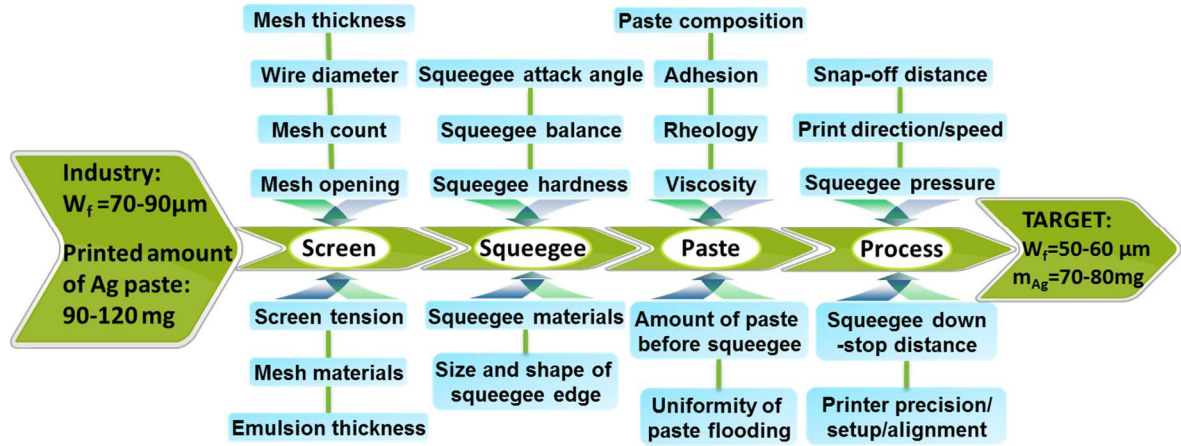 Mesh thickness
Wire diameter
Mesh count
Mesh opening
Squeegee attack angle
Squeegee balance
Squeegee hardness
Paste composition
Adhesion
Rheology
Viscosity
Snap-off distance
Print direction/speed
Squeegee pressure
Industry:
Wf =70-90µm
Printed amount
of Ag paste:
90-120 mg
Screen
Squeegee
Paste
Process
TARGET:
Wf=50-60 µm
mAg=70-80mg
Screen tension
Mesh materials
Emulsion thickness
Squeegee materials
Size and shape of
squeegee edge
Amount of paste
before squeegee
Uniformity of
paste flooding
Squeegee down
-stop distance
Printer precision/
setup/alignment